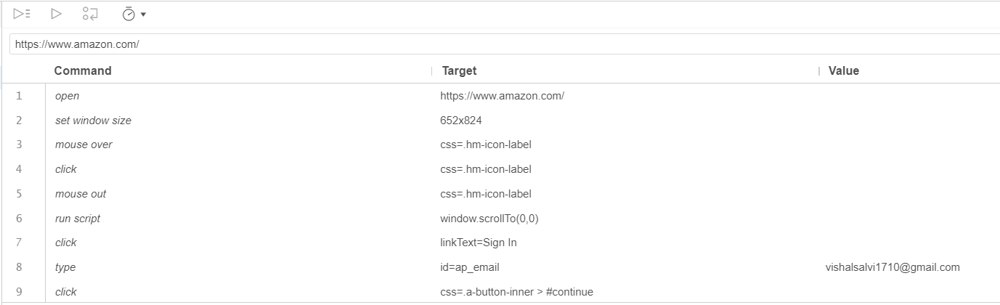 https://www.amazon.com/
Command Target Value
1 open https://www.amazon.com/
2 set window size 652x824
3 mouse over css=.hm-icon-label
4 click css=.hm-icon-label
5 mouse out css=.hm-icon-label
6 run script window.scrollTo(0,0)
7 click linkText=Sign In
8 type id=ap_email vishalsalvi1710@gmail.com
9 click css=.a-button-inner > #continue